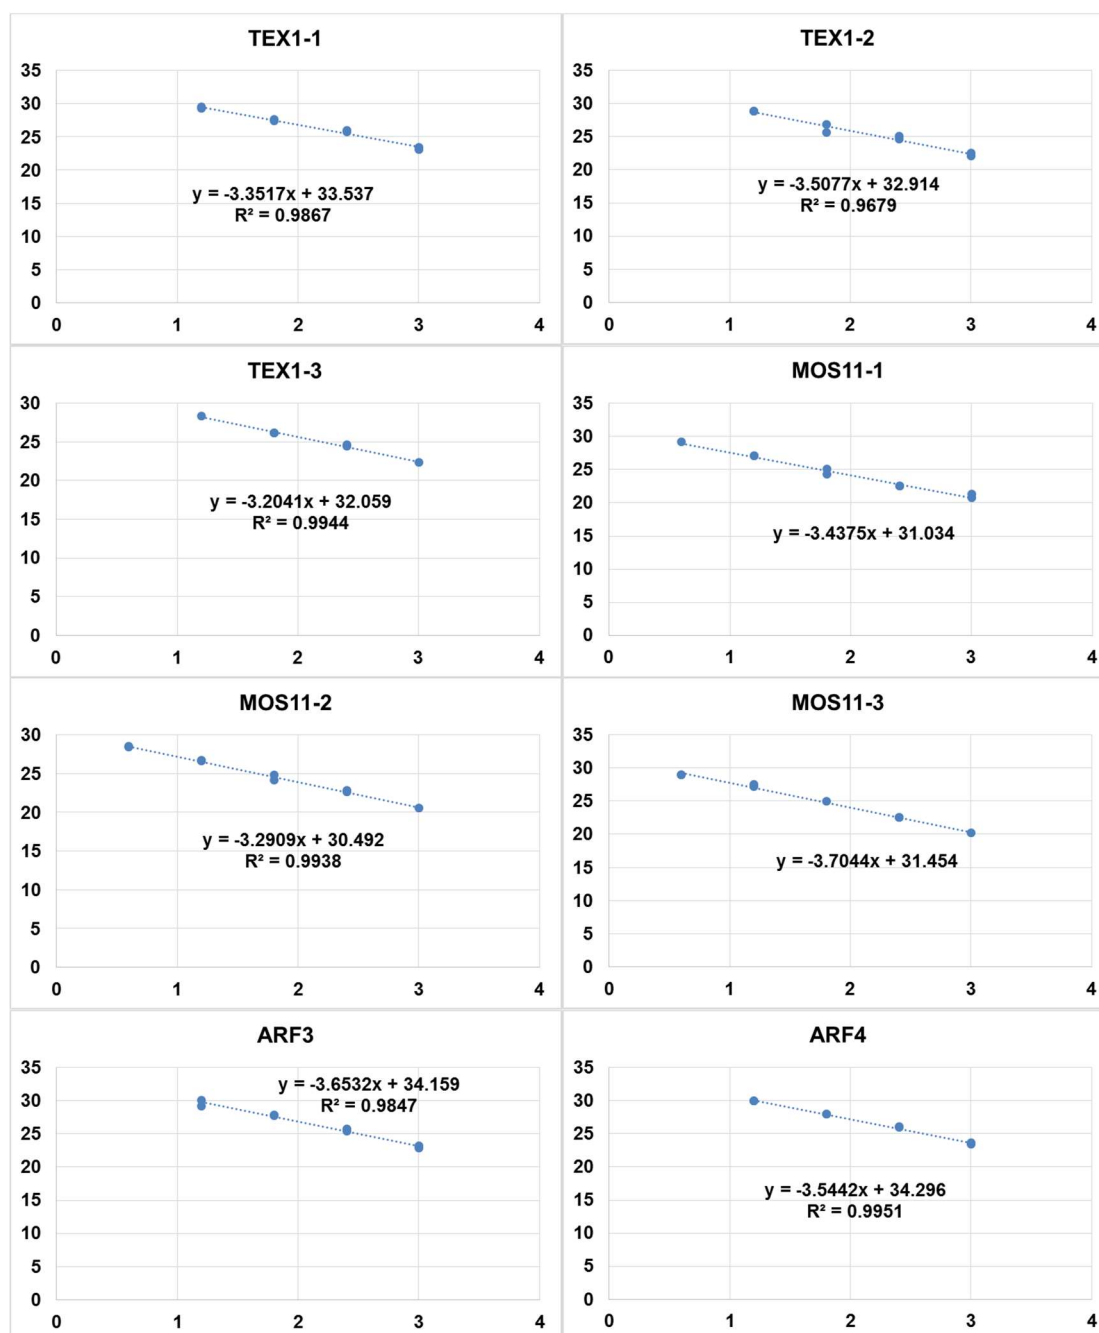 TEX1-1
35
30
25
20
15
10
5
0
y = -3.3517x + 33.537
R² = 0.9867
0 1 2 3 4
TEX1-2
35
30
25
20
15
10
5
0
y = -3.5077x + 32.914
R² = 0.9679
0 1 2 3 4
TEX1-3
30
25
20
15
10
5
0
y = -3.2041x + 32.059
R² = 0.9944
0 1 2 3 4
MOS11-1
35
30
25
20
15
10
5
0
y = -3.4375x + 31.034
0 1 2 3 4
MOS11-2
30
25
20
15
10
5
0
y = -3.2909x + 30.492
R² = 0.9938
0 1 2 3 4
MOS11-3
35
30
25
20
15
10
5
0
y = -3.7044x + 31.454
0 1 2 3 4
ARF3
35
30
25
20
15
10
5
0
y = -3.6532x + 34.159
R² = 0.9847
0 1 2 3 4
ARF4
35
30
25
20
15
10
5
0
y = -3.5442x + 34.296
R² = 0.9951
0 1 2 3 4